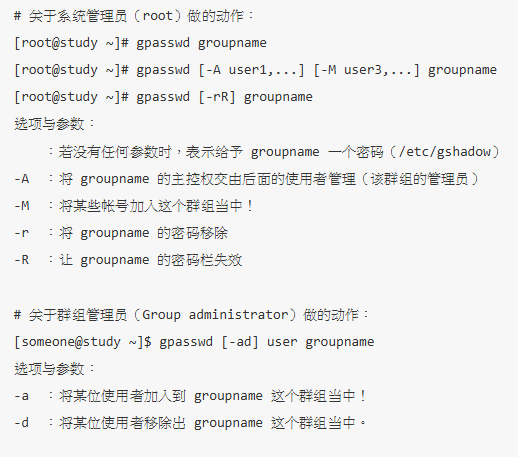 # 关于系统管理员（root）做的动作：
[root@study ~]# gpasswd groupname
[root@study ~]# gpasswd [-A user1,...] [-M user3,...] groupname
[root@study ~]# gpasswd [-rR] groupname
选项与参数：
：若没有任何参数时，表示给予 groupname 一个密码（/etc/gshadow）
-A ：将 groupname 的主控权交由后面的使用者管理（该群组的管理员）
-M ：将某些帐号加入这个群组当中！
-r ：将 groupname 的密码移除
-R ：让 groupname 的密码栏失效
# 关于群组管理员（Group administrator）做的动作：
[someone@study ~]$ gpasswd [-ad] user groupname
选项与参数：
-a ：将某位使用者加入到 groupname 这个群组当中！
-d ：将某位使用者移除出 groupname 这个群组当中。